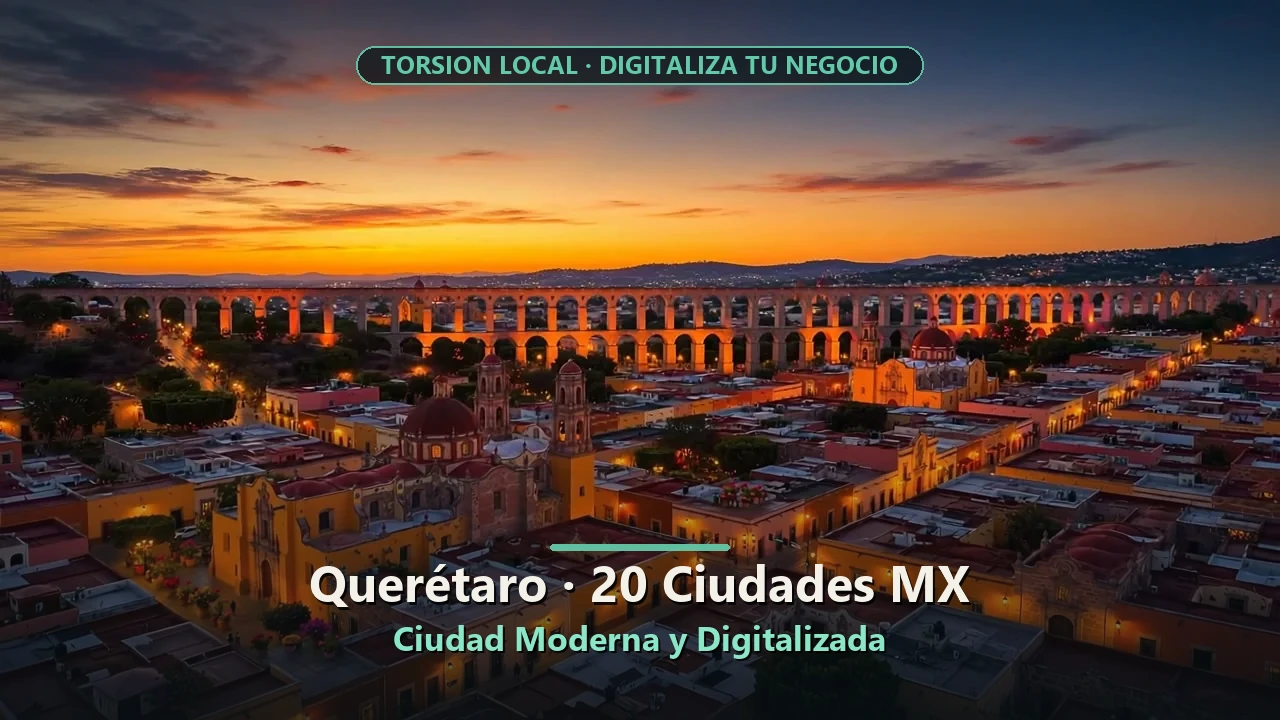 TORSION LOCAL · DIGITALIZA TU NEGOCIO
Querétaro · 20 Ciudades MX
Ciudad Moderna y Digitalizada